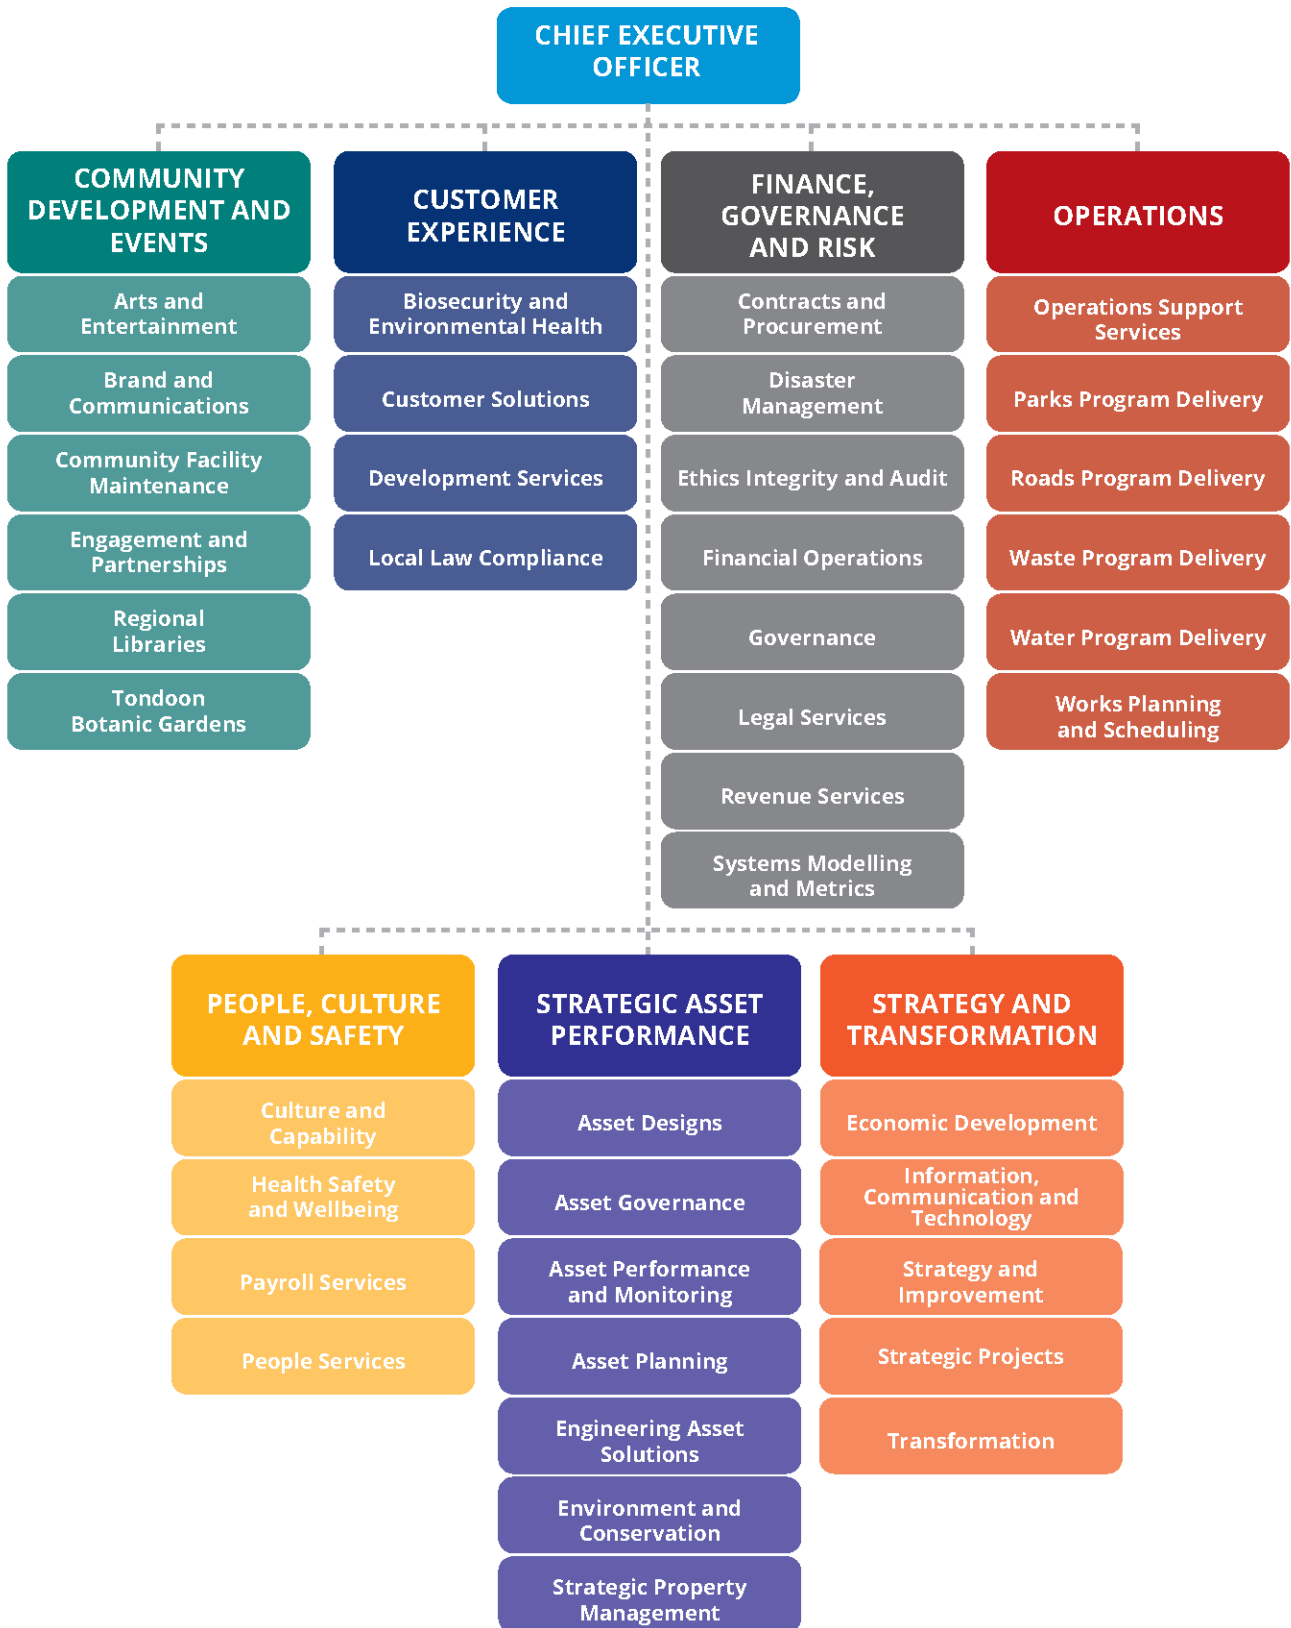 CHIEF EXECUTIVE
OFFICER
COMMUNITY
DEVELOPMENT AND
EVENTS
Arts and
Entertainment
Brand and
Communications
Community Facility
Maintenance
Engagement and
Partnerships
Regional
Libraries
Tondoon
Botanic Gardens
CUSTOMER
EXPERIENCE
Biosecurity and
Environmental Health
Customer Solutions
Development Services
Local Law Compliance
FINANCE,
GOVERNANCE
AND RISK
Contracts and
Procurement
Disaster
Management
Ethics Integrity and Audit
Financial Operations
Governance
Legal Services
Revenue Services
Systems Modelling
and Metrics
OPERATIONS
Operations Support
Services
Parks Program Delivery
Roads Program Delivery
Waste Program Delivery
Water Program Delivery
Works Planning
and Scheduling
PEOPLE, CULTURE
AND SAFETY
Culture and
Capability
Health Safety
and Wellbeing
Payroll Services
People Services
STRATEGIC ASSET
PERFORMANCE
Asset Designs
Asset Governance
Asset Performance
and Monitoring
Asset Planning
Engineering Asset
Solutions
Environment and
Conservation
Strategic Property
Management
STRATEGY AND
TRANSFORMATION
Economic Development
Information,
Communication and
Technology
Strategy and
Improvement
Strategic Projects
Transformation